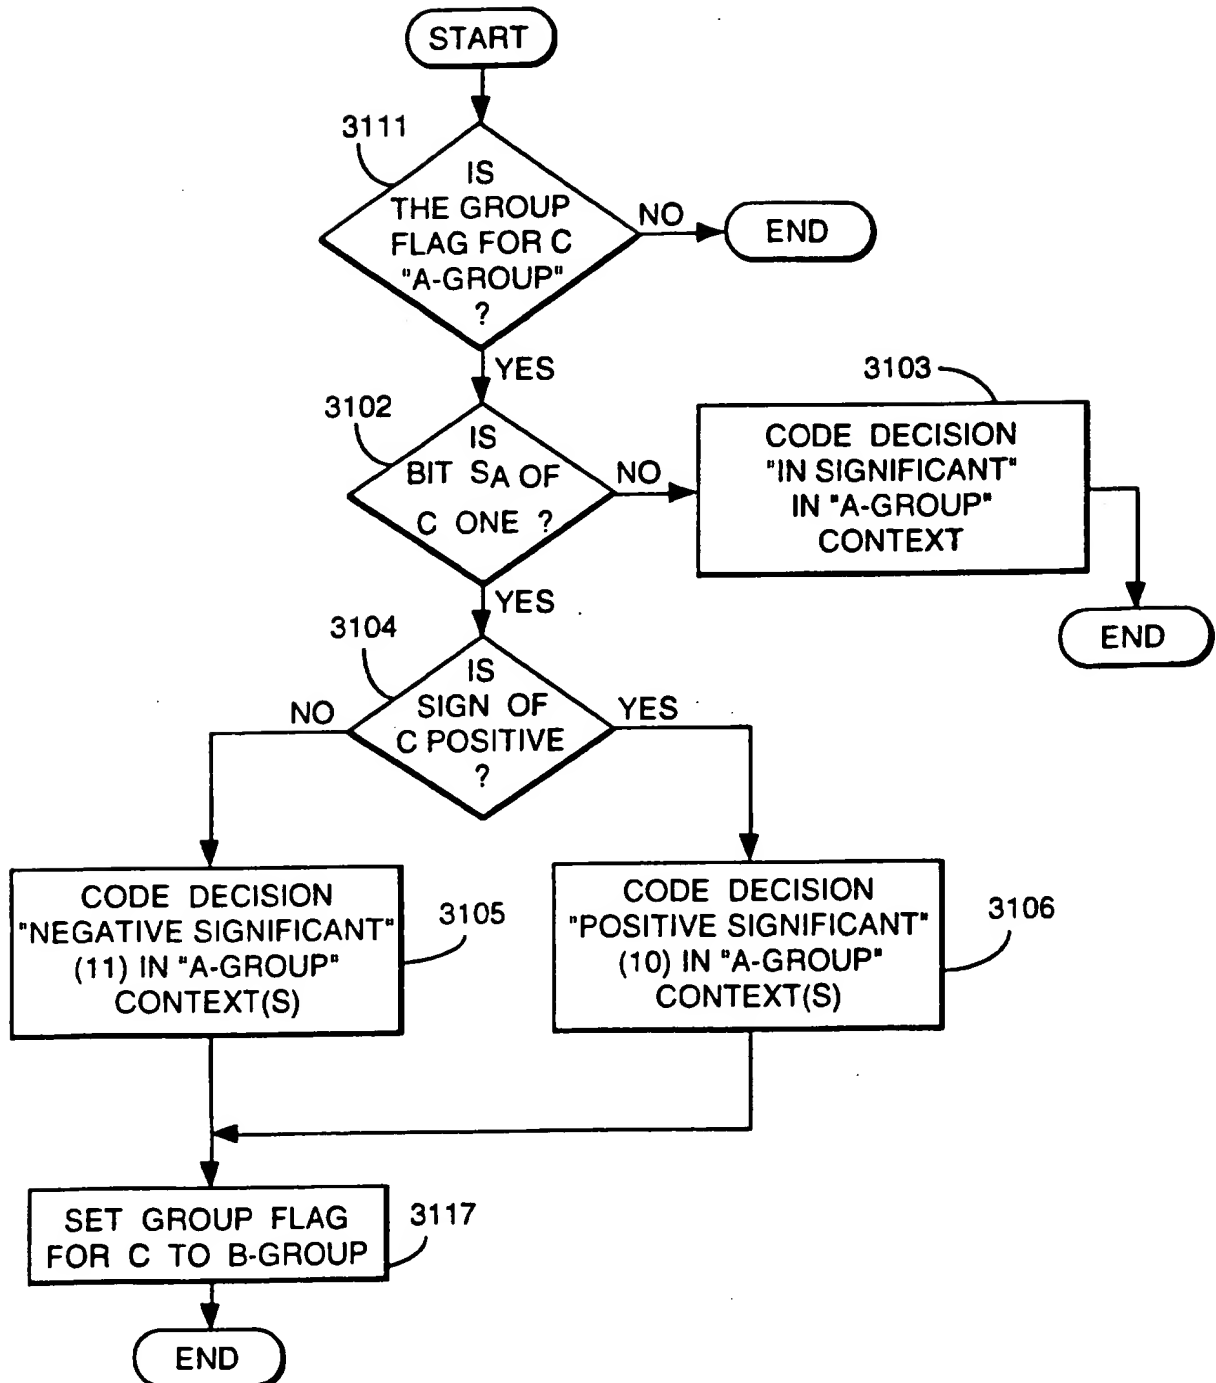 START
3111
IS
THE GROUP
FLAG FOR C
"A-GROUP"
?
NO
END
YES
3102
IS
BIT SA OF
C ONE ?
NO
3103
CODE DECISION
"IN SIGNIFICANT"
IN "A-GROUP"
CONTEXT
END
YES
3104
IS
SIGN OF
C POSITIVE
?
NO
YES
CODE DECISION
"NEGATIVE SIGNIFICANT"
(11) IN "A-GROUP"
CONTEXT(S)
3105
CODE DECISION
"POSITIVE SIGNIFICANT"
(10) IN "A-GROUP"
CONTEXT(S)
3106
SET GROUP FLAG
FOR C TO B-GROUP
3117
END